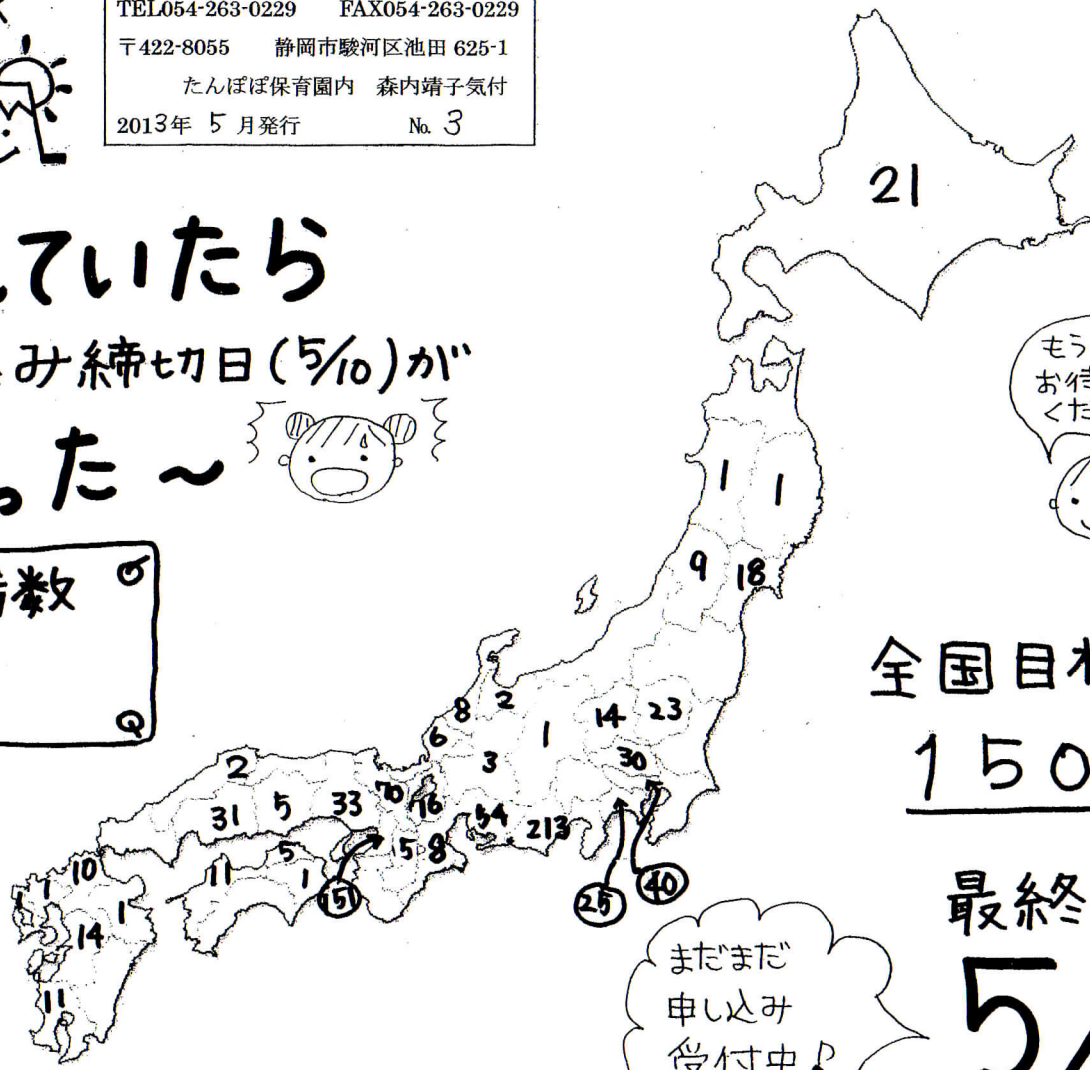 TEL054-263-0229 FAX054-263-0229
〒422-8055 静岡市駿河区池田 625-1
たんぽぽ保育園内 森内靖子気付
2013年 5 月発行 No. 3
ていたら
み締切日(5/10)が
った～
数
21
もう
お待
くだ
1
1
9
18
全国目
150
8
2
6
1
14
23
30
3
2
31
5
33
70
76
54
213
5
8
5
11
1
151
25
40
10
1
1
1
14
11
最終
5/
まだまだ
申し込み
受付中♪